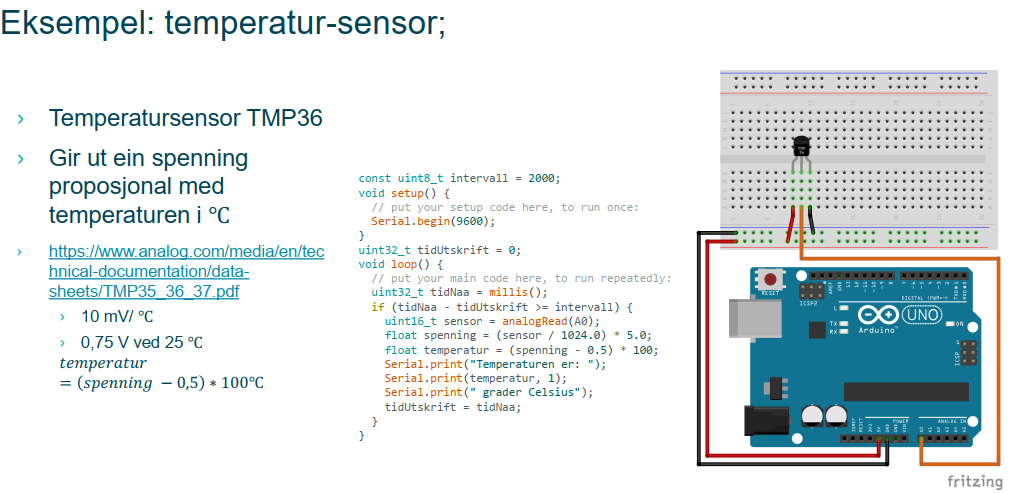 Eksempel: temperatur-sensor;
› Temperatursensor TMP36
› Gir ut ein spenning
proposjonal med
temperaturen i °C
› https://www.analog.com/media/en/tec
hnical-documentation/data-
sheets/TMP35_36_37.pdf
› 10 mV/ °C
› 0,75 V ved 25 °C
temperatur
= (spenning − 0,5) ∗ 100°C
const uint8_t intervall = 2000;
void setup() {
// put your setup code here, to run once:
Serial.begin(9600);
}
uint32_t tidUtskrift = 0;
void loop() {
// put your main code here, to run repeatedly:
uint32_t tidNaa = millis();
if (tidNaa - tidUtskrift >= intervall) {
uint16_t sensor = analogRead(A0);
float spenning = (sensor / 1024.0) * 5.0;
float temperatur = (spenning - 0.5) * 100;
Serial.print("Temperaturen er: ");
Serial.print(temperatur, 1);
Serial.print(" grader Celsius");
tidUtskrift = tidNaa;
}
}
RESET
ICSP2
AREF
GND
DIGITAL (PWM~)
L
TX
RX
Arduino
UNO
ON
ICSP
POWER
ANALOG IN
fritzing